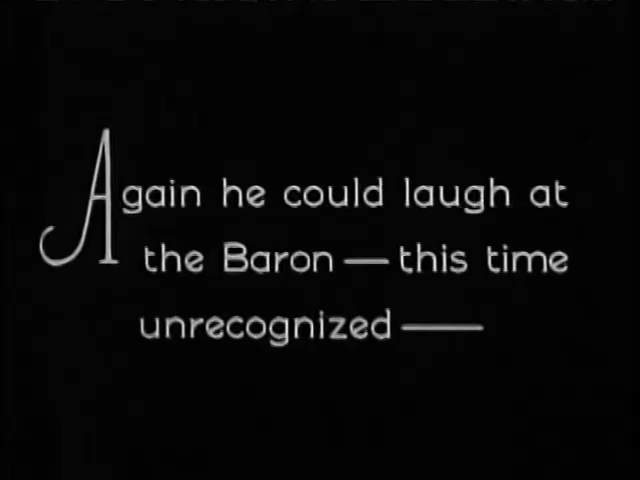 Again he could laugh at
the Baron — this time
unrecognized —